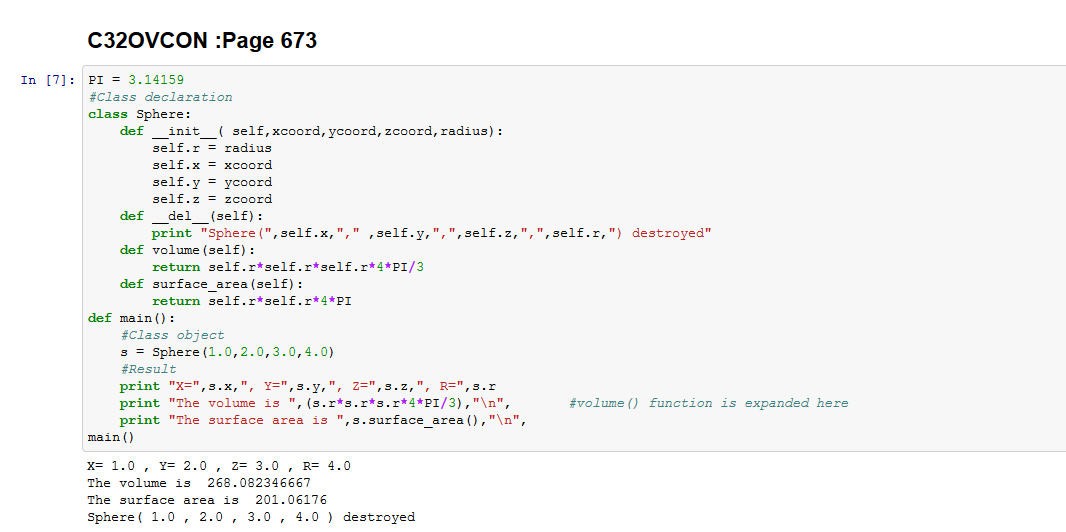 C32OVCON :Page 673
In [7]: PI = 3.14159
#Class declaration
class Sphere:
    def __init__( self,xcoord,ycoord,zcoord,radius):
        self.r = radius
        self.x = xcoord
        self.y = ycoord
        self.z = zcoord
    def __del__(self):
        print "Sphere(",self.x,"," ,self.y,",",self.z,",",self.r,") destroyed"
    def volume(self):
        return self.r*self.r*self.r*4*PI/3
    def surface_area(self):
        return self.r*self.r*4*PI
def main():
    #Class object
    s = Sphere(1.0,2.0,3.0,4.0)
    #Result
    print "X=",s.x,", Y=",s.y,", Z=",s.z,", R=",s.r
    print "The volume is ",(s.r*s.r*s.r*4*PI/3),"\n",       #volume() function is expanded here
    print "The surface area is ",s.surface_area(),"\n",
main()
X= 1.0 , Y= 2.0 , Z= 3.0 , R= 4.0
The volume is  268.082346667
The surface area is  201.06176
Sphere( 1.0 , 2.0 , 3.0 , 4.0 ) destroyed